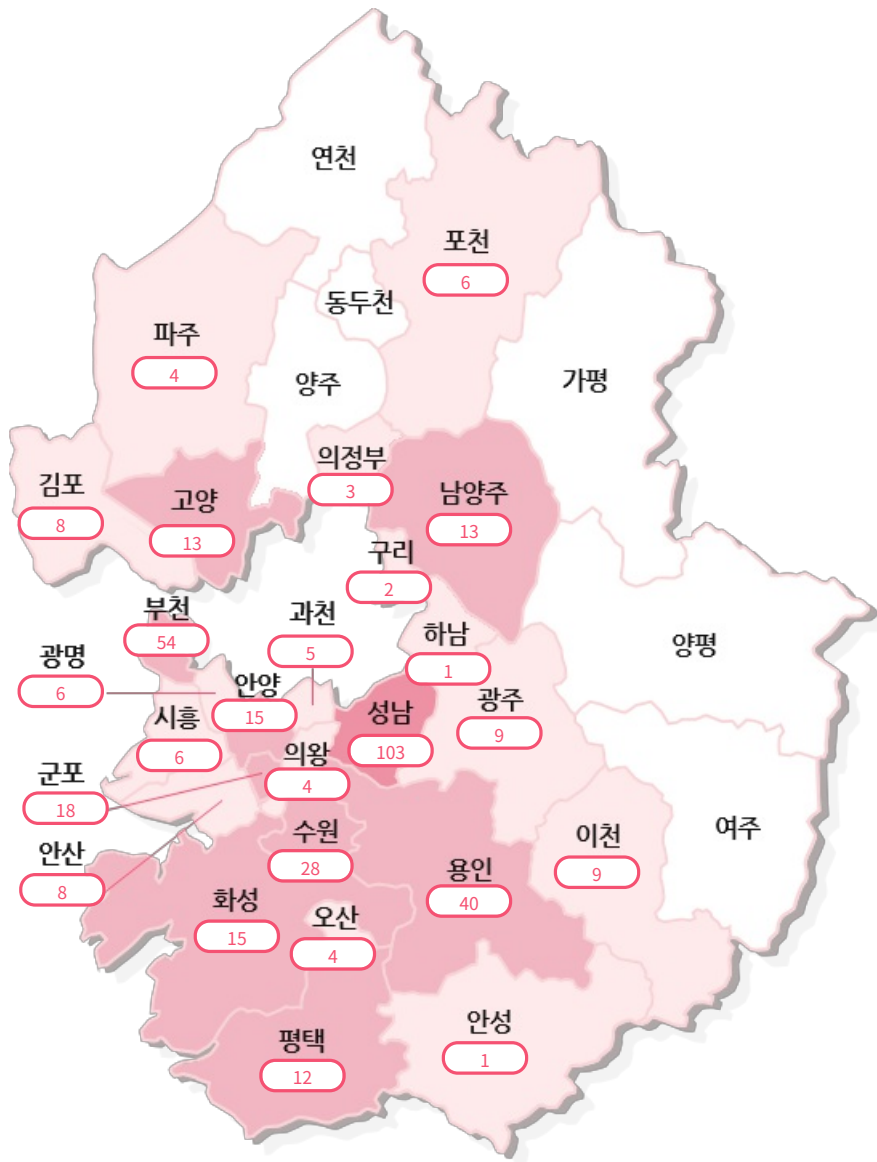 연천
포천
6
동두천
파주
4
양주
가평
의정부
3
김포
8
고양
13
남양주
13
구리
2
부천
54
과천
5
하남
1
양평
광명
6
안양
15
시흥
6
성남
103
광주
9
의왕
4
군포
18
수원
28
이천
9
여주
안산
8
용인
40
화성
15
오산
4
안성
1
평택
12